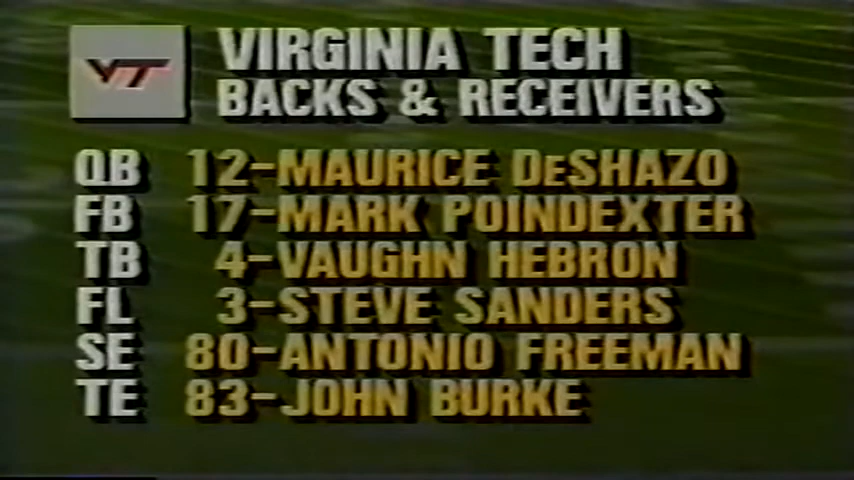 VT
VIRGINIA TECH
BACKS & RECEIVERS
QB 12-MAURICE DeSHAZO
FB 17-MARK POINDEXTER
TB 4-VAUGHN HEBRON
FL 3-STEVE SANDERS
SE 80-ANTONIO FREEMAN
TE 83-JOHN BURKE